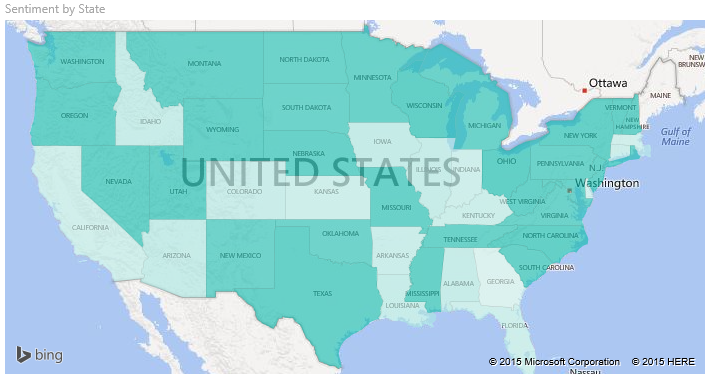 Sentiment by State
WASHINGTON
MONTANA
NORTH DAKOTA
MINNESOTA
Ottawa
NEW
BRUNSW
MAINE
OREGON
IDAHO
WYOMING
SOUTH DAKOTA
WISCONSIN
MICHIGAN
VERMONT
NEW
HAMPSHIRE
NEW YORK
Gulf of
Maine
NEBRASKA
IOWA
ILLINOIS
INDIANA
OHIO
PENNSYLVANIA
N.J.
NEVADA
UTAH
COLORADO
KANSAS
UNITED STATES
MISSOURI
KENTUCKY
WEST VIRGINIA
VIRGINIA
Washington
CALIFORNIA
ARIZONA
NEW MEXICO
OKLAHOMA
ARKANSAS
TENNESSEE
NORTH CAROLINA
SOUTH CAROLINA
TEXAS
LOUISIANA
MISSISSIPPI
ALABAMA
GEORGIA
FLORIDA
bing
© 2015 Microsoft Corporation © 2015 HERE
Nassau